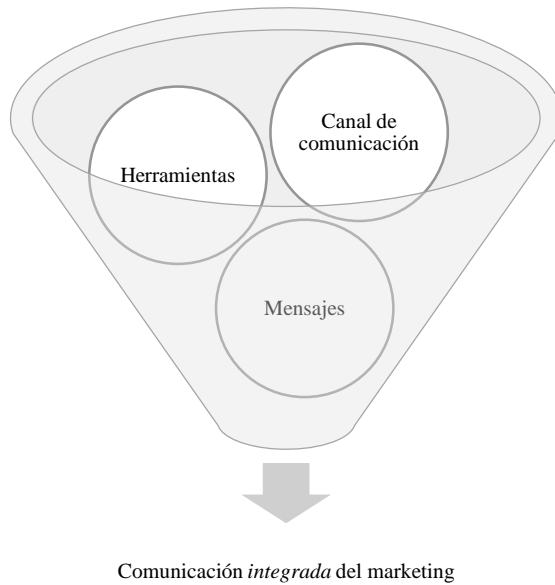 Canal de
comunicación
Herramientas
Mensajes
Comunicación integrada del marketing